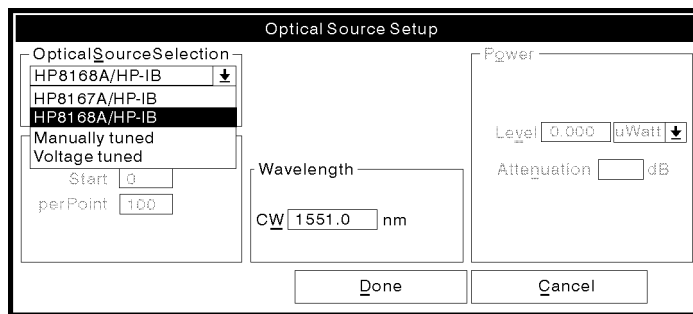 Optical Source Setup
OpticalSourceSelection
HP8168A/HP-IB
HP8167A/HP-IB
HP8168A/HP-IB
Manually tuned
Voltage tuned
Start 0
perPoint 100
Wavelength
CW 1551.0 nm
Power
Level 0.000 uWatt
Attenuation dB
Done
Cancel